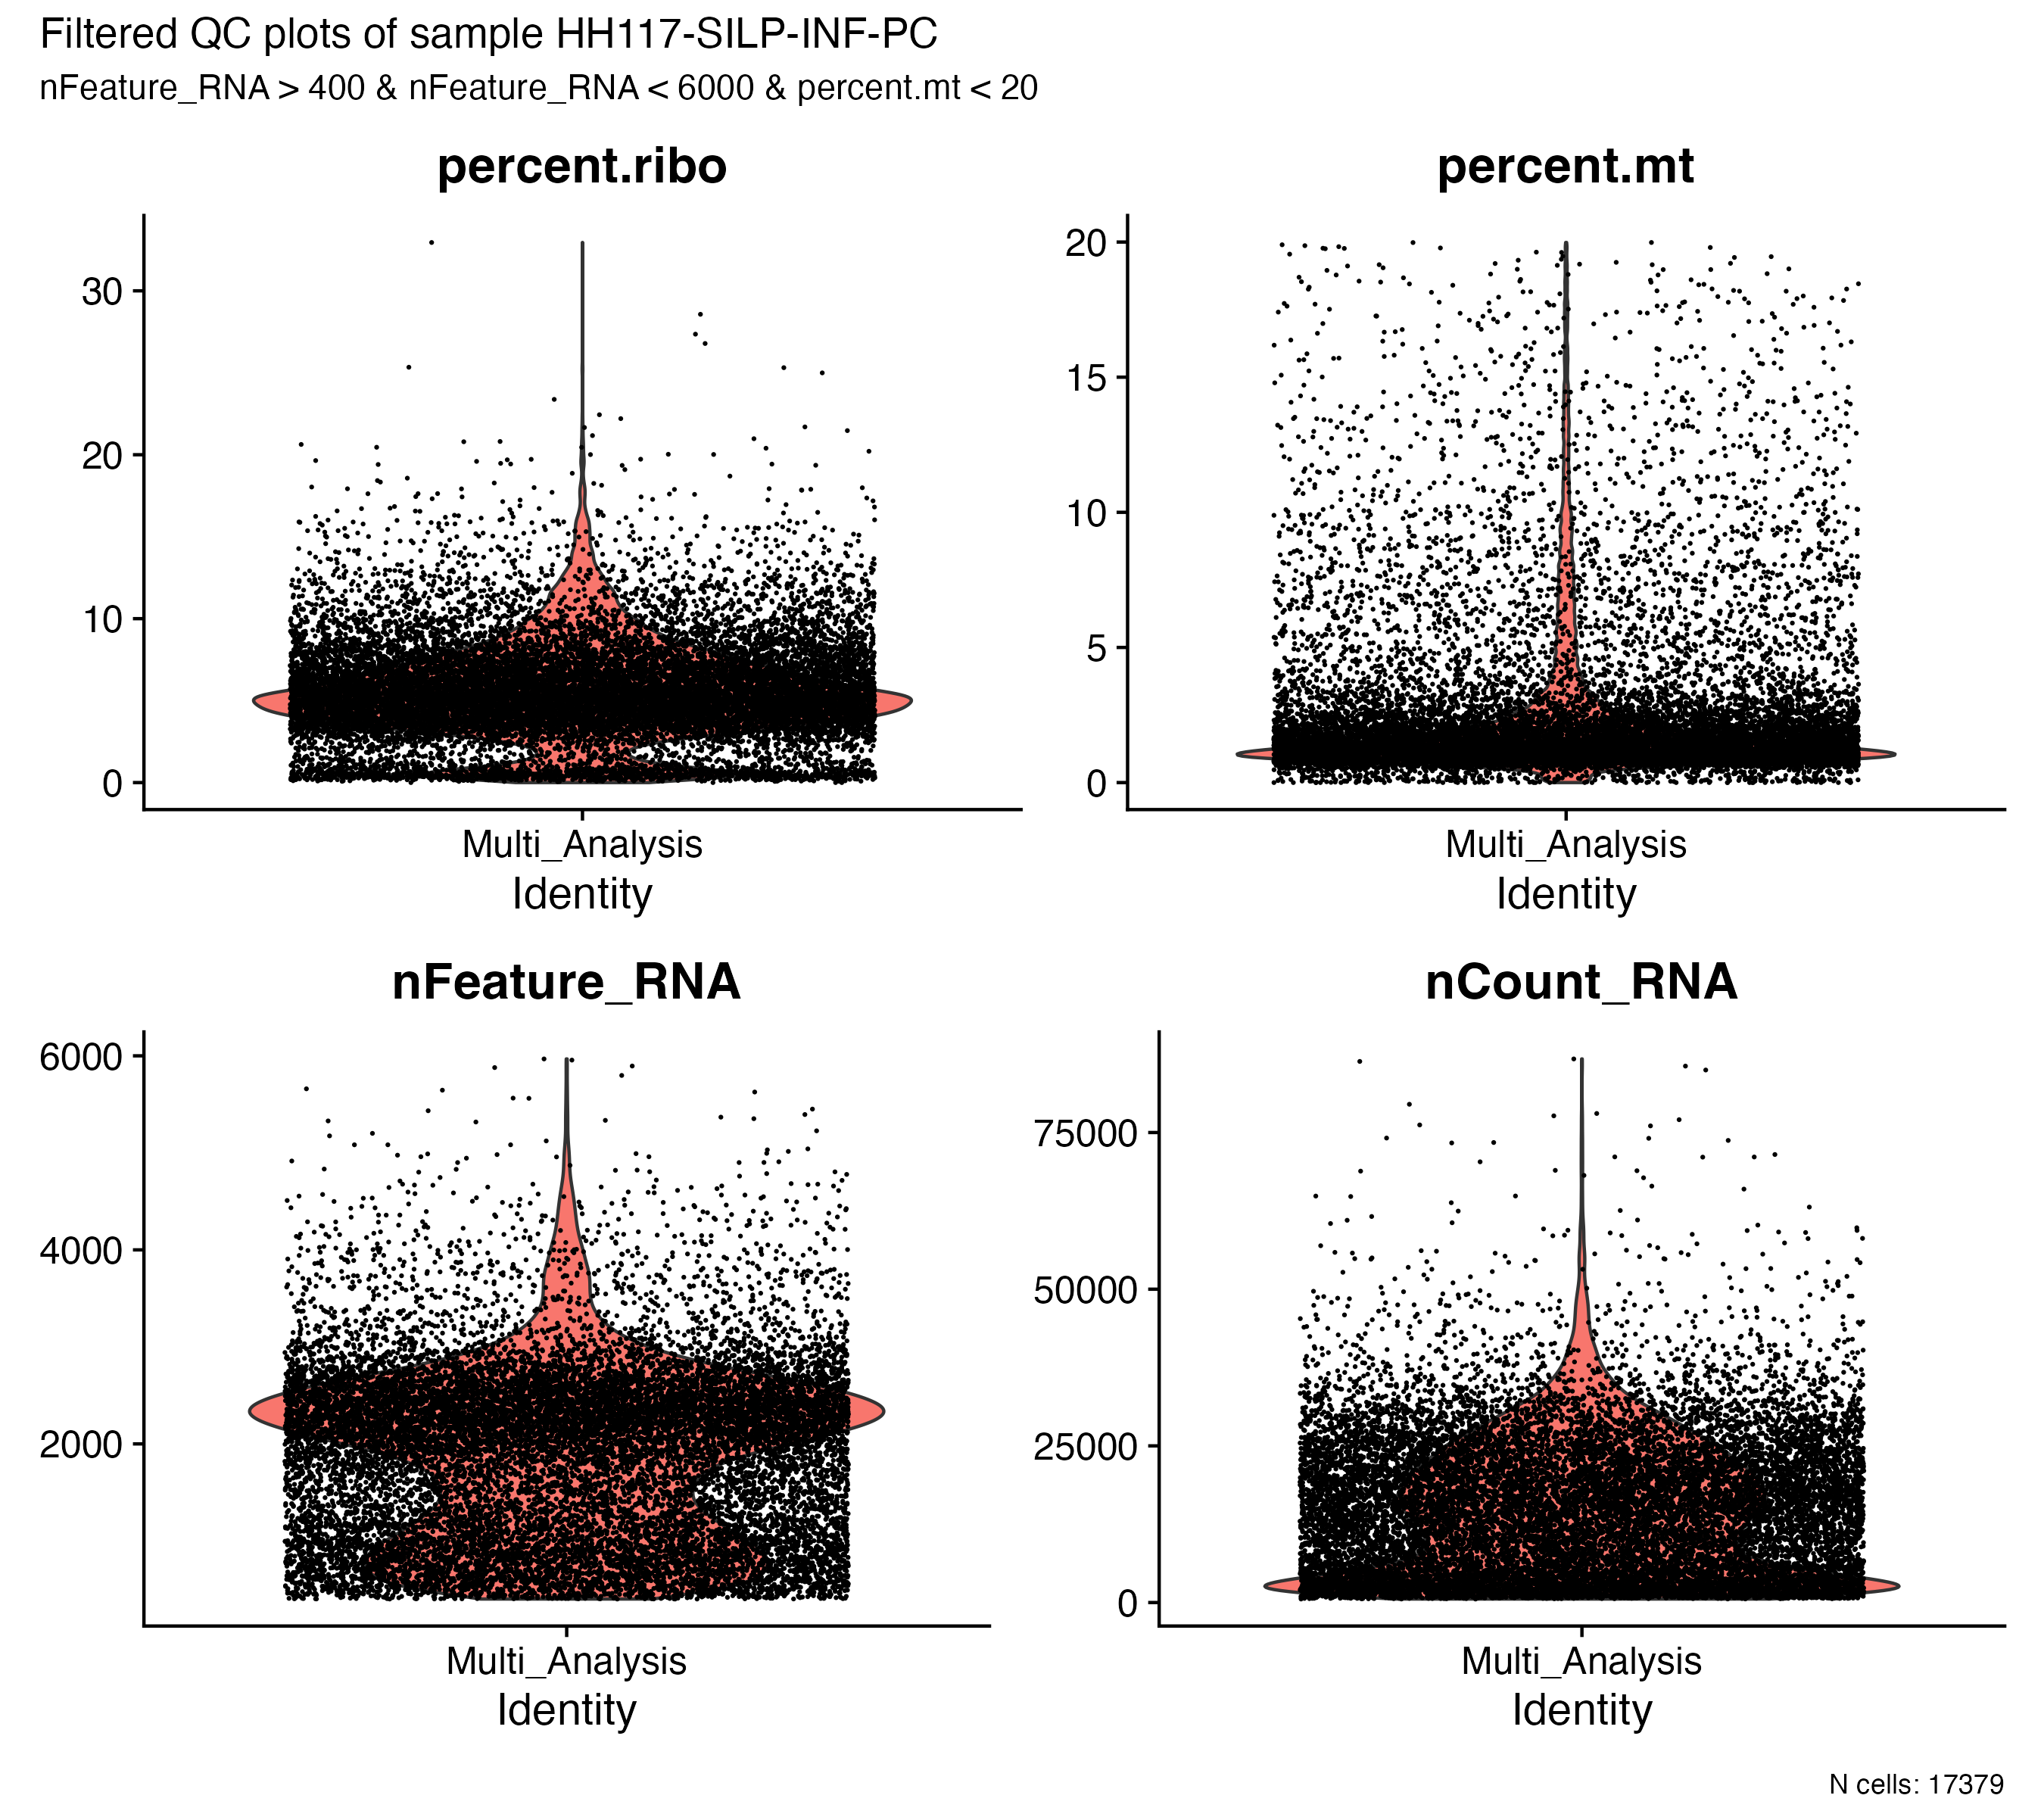 Filtered QC plots of sample HH117-SILP-INF-PC
nFeature_RNA > 400 & nFeature_RNA < 6000 & percent.mt < 20
percent.ribo
30
20
10
0
Multi_Analysis
Identity
percent.mt
20
15
10
5
0
Multi_Analysis
Identity
nFeature_RNA
6000
4000
2000
Multi_Analysis
Identity
nCount_RNA
75000
50000
25000
0
Multi_Analysis
Identity
N cells: 17379